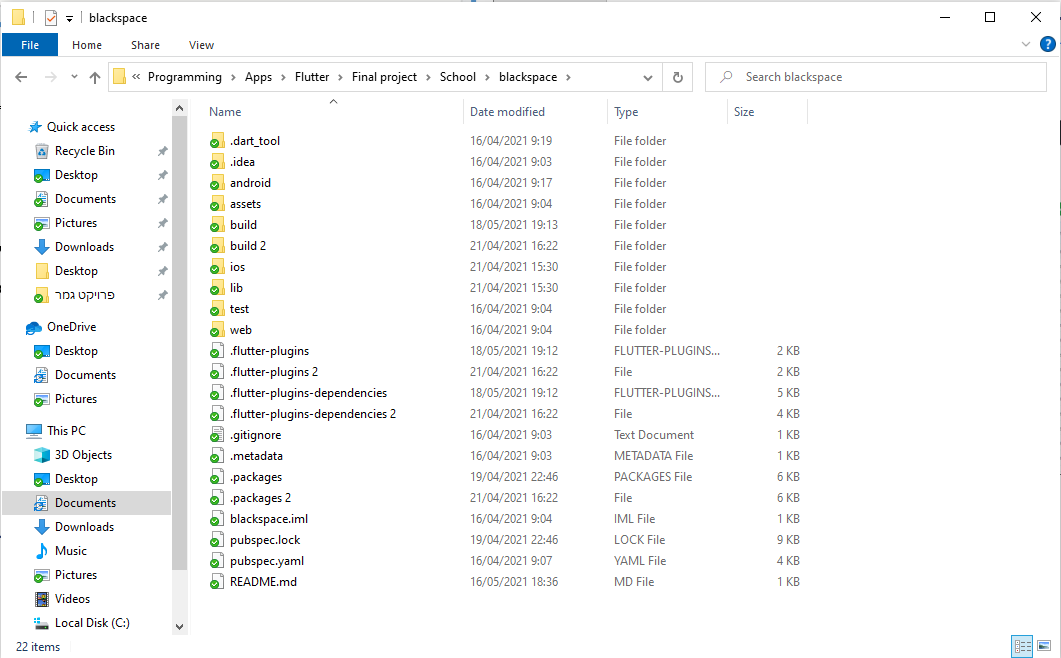 blackspace
File Home Share View
« Programming > Apps > Flutter > Final project > School > blackspace >
Search blackspace
Name Date modified Type Size
Quick access
Recycle Bin
Desktop
Documents
Pictures
Downloads
Desktop
פרויקט גמר
OneDrive
Desktop
Documents
Pictures
This PC
3D Objects
Desktop
Documents
Downloads
Music
Pictures
Videos
Local Disk (C:)
.dart_tool 16/04/2021 9:19 File folder
.idea 16/04/2021 9:03 File folder
android 16/04/2021 9:17 File folder
assets 16/04/2021 9:04 File folder
build 18/05/2021 19:13 File folder
build 2 21/04/2021 16:22 File folder
ios 21/04/2021 15:30 File folder
lib 21/04/2021 15:30 File folder
test 16/04/2021 9:04 File folder
web 16/04/2021 9:04 File folder
.flutter-plugins 18/05/2021 19:12 FLUTTER-PLUGINS... 2 KB
.flutter-plugins 2 21/04/2021 16:22 File 2 KB
.flutter-plugins-dependencies 18/05/2021 19:12 FLUTTER-PLUGINS... 5 KB
.flutter-plugins-dependencies 2 21/04/2021 16:22 File 4 KB
.gitignore 16/04/2021 9:03 Text Document 1 KB
.metadata 16/04/2021 9:03 METADATA File 1 KB
.packages 19/04/2021 22:46 PACKAGES File 6 KB
.packages 2 21/04/2021 16:22 File 6 KB
blackspace.iml 16/04/2021 9:04 IML File 1 KB
pubspec.lock 19/04/2021 22:46 LOCK File 9 KB
pubspec.yaml 16/04/2021 9:07 YAML File 4 KB
README.md 16/05/2021 18:36 MD File 1 KB
22 items